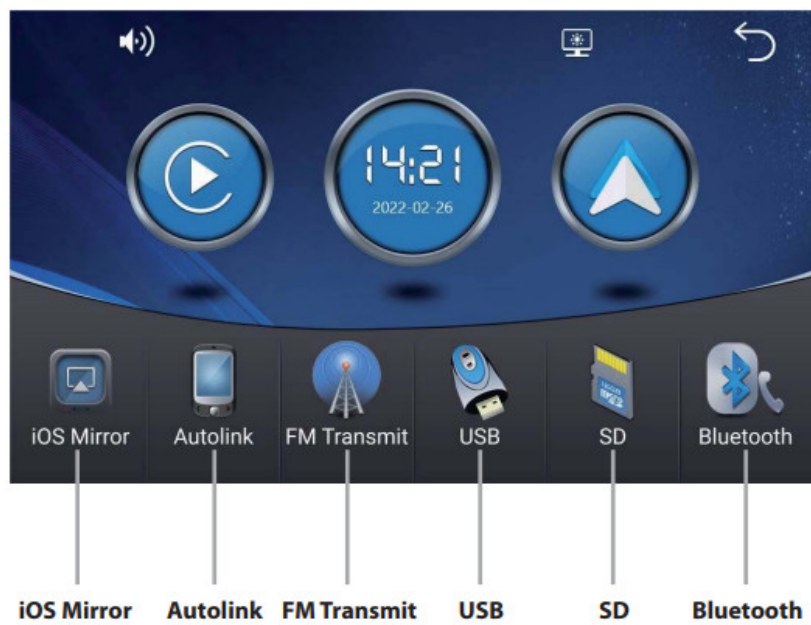 14:21
2022-02-26
iOS Mirror Autolink FM Transmit USB SD Bluetooth
iOS Mirror Autolink FM Transmit USB SD Bluetooth